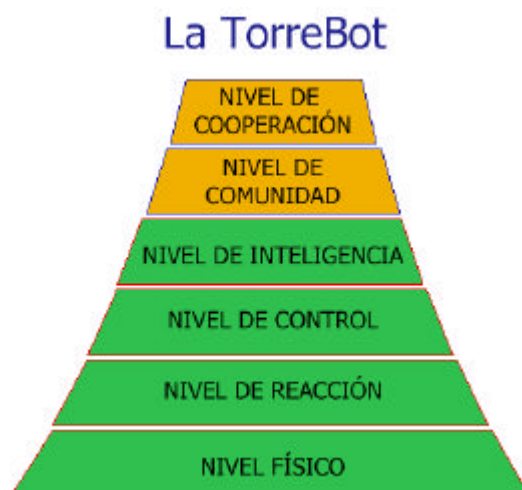 La TorreBot
NIVEL DE
COOPERACIÓN
NIVEL DE
COMUNIDAD
NIVEL DE INTELIGENCIA
NIVEL DE CONTROL
NIVEL DE REACCIÓN
NIVEL FÍSICO